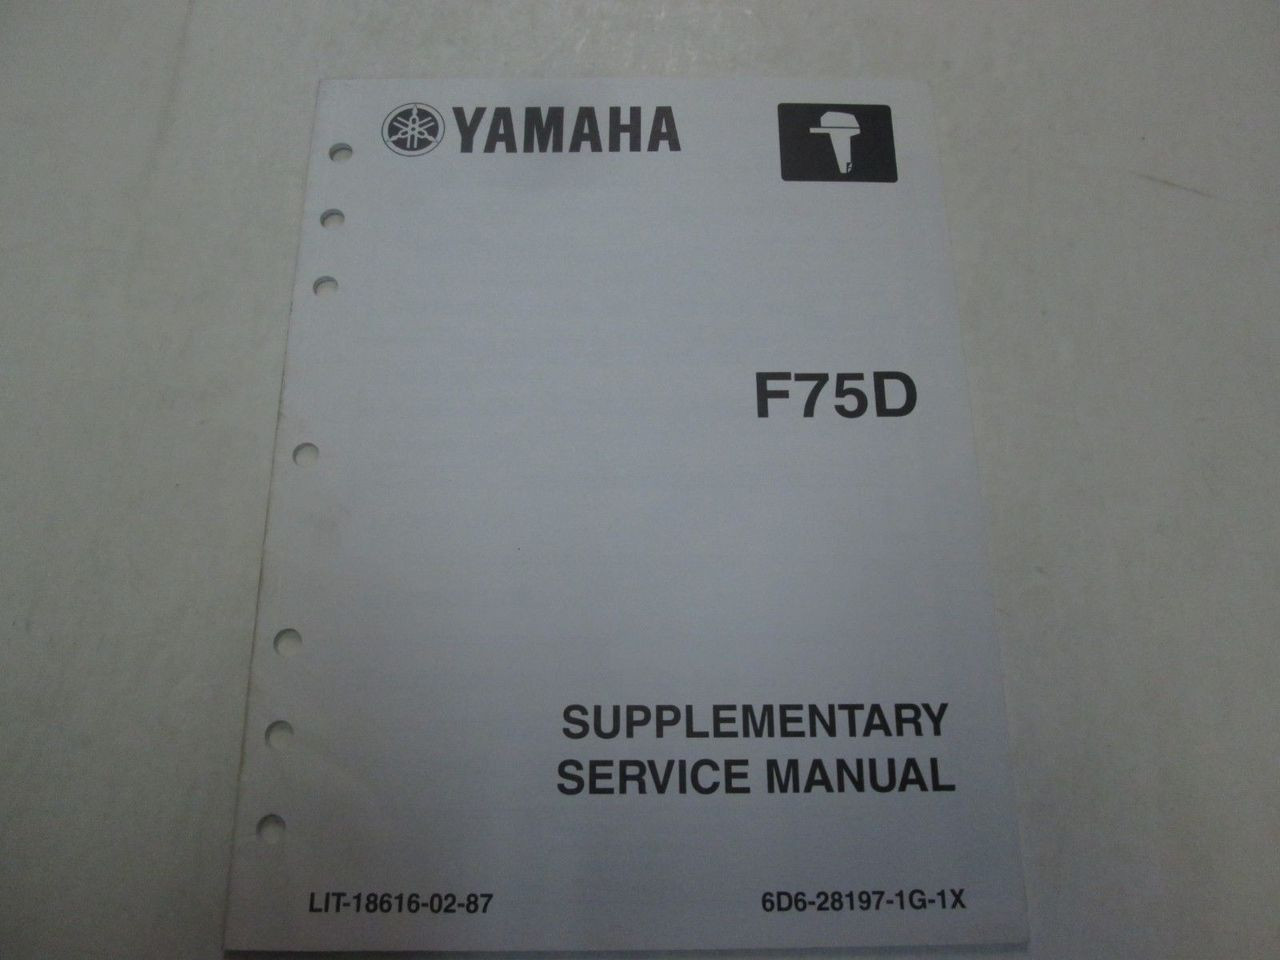 YAMAHA
F75D
SUPPLEMENTARY
SERVICE MANUAL
LIT-18616-02-87
6D6-28197-1G-1X